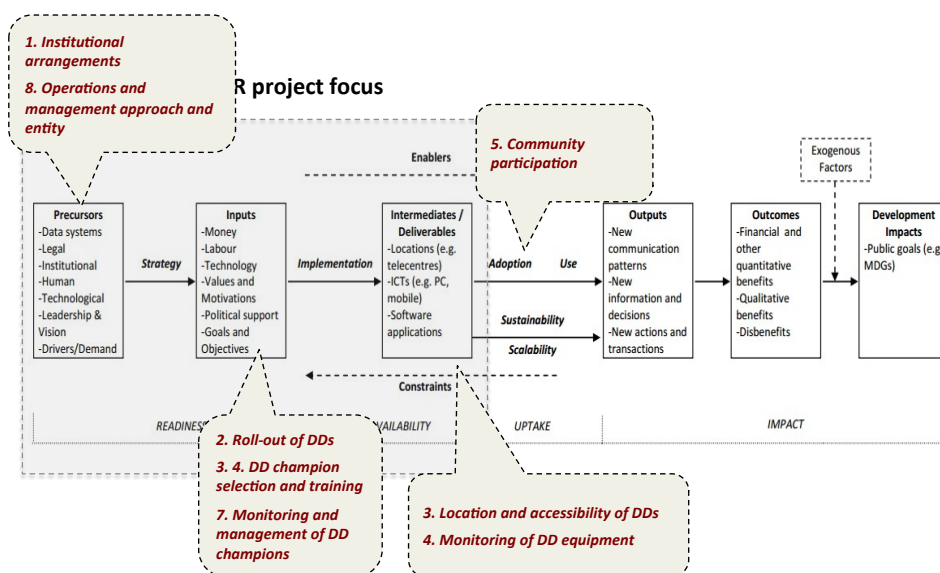 1. Institutional
arrangements
8. Operations and
management approach and
entity
R project focus
5. Community
participation
Enablers
Exogenous
Factors
Precursors
-Data systems
-Legal
-Institutional
-Human
-Technological
-Leadership &
Vision
-Drivers/Demand
Strategy
Inputs
-Money
-Labour
-Technology
-Values and
Motivations
-Political support
-Goals and
Objectives
Implementation
Intermediates /
Deliverables
-Locations (e.g.
telecentres)
-ICTs (e.g. PC,
mobile)
-Software
applications
Adoption Use
Sustainability
Scalability
Outputs
-New
communication
patterns
-New
information and
decisions
-New actions and
transactions
Outcomes
-Financial and
other
quantitative
benefits
-Qualitative
benefits
-Disbenefits
Development
Impacts
-Public goals (e.g
MDGs)
Constraints
READINESS
VAILABILITY
UPTAKE
IMPACT
2. Roll-out of DDs
3. 4. DD champion
selection and training
7. Monitoring and
management of DD
champions
3. Location and accessibility of DDs
4. Monitoring of DD equipment